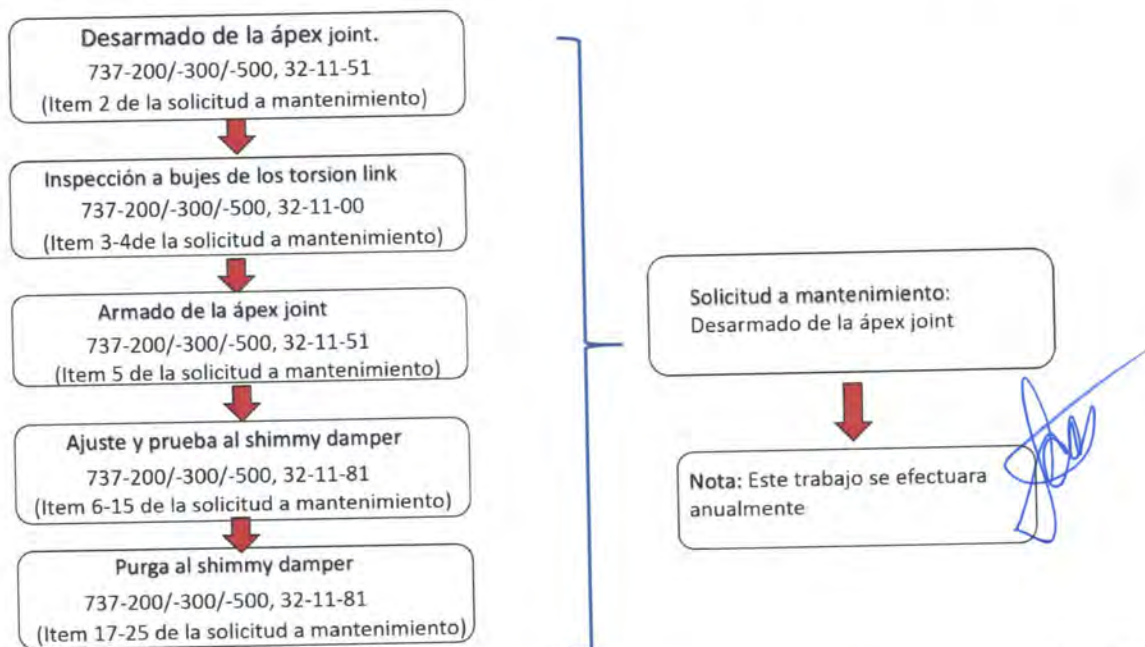 Desarmado de la ápex joint.
737-200/-300/-500, 32-11-51
(Item 2 de la solicitud a mantenimiento)
Inspección a bujes de los torsion link
737-200/-300/-500, 32-11-00
(Item 3-4de la solicitud a mantenimiento)
Armado de la ápex joint
737-200/-300/-500, 32-11-51
(Item 5 de la solicitud a mantenimiento)
Ajuste y prueba al shimmy damper
737-200/-300/-500, 32-11-81
(Item 6-15 de la solicitud a mantenimiento)
Purga al shimmy damper
737-200/-300/-500, 32-11-81
(Item 17-25 de la solicitud a mantenimiento)
Solicitud a mantenimiento:
Desarmado de la ápex joint
Nota: Este trabajo se efectuara
anualmente